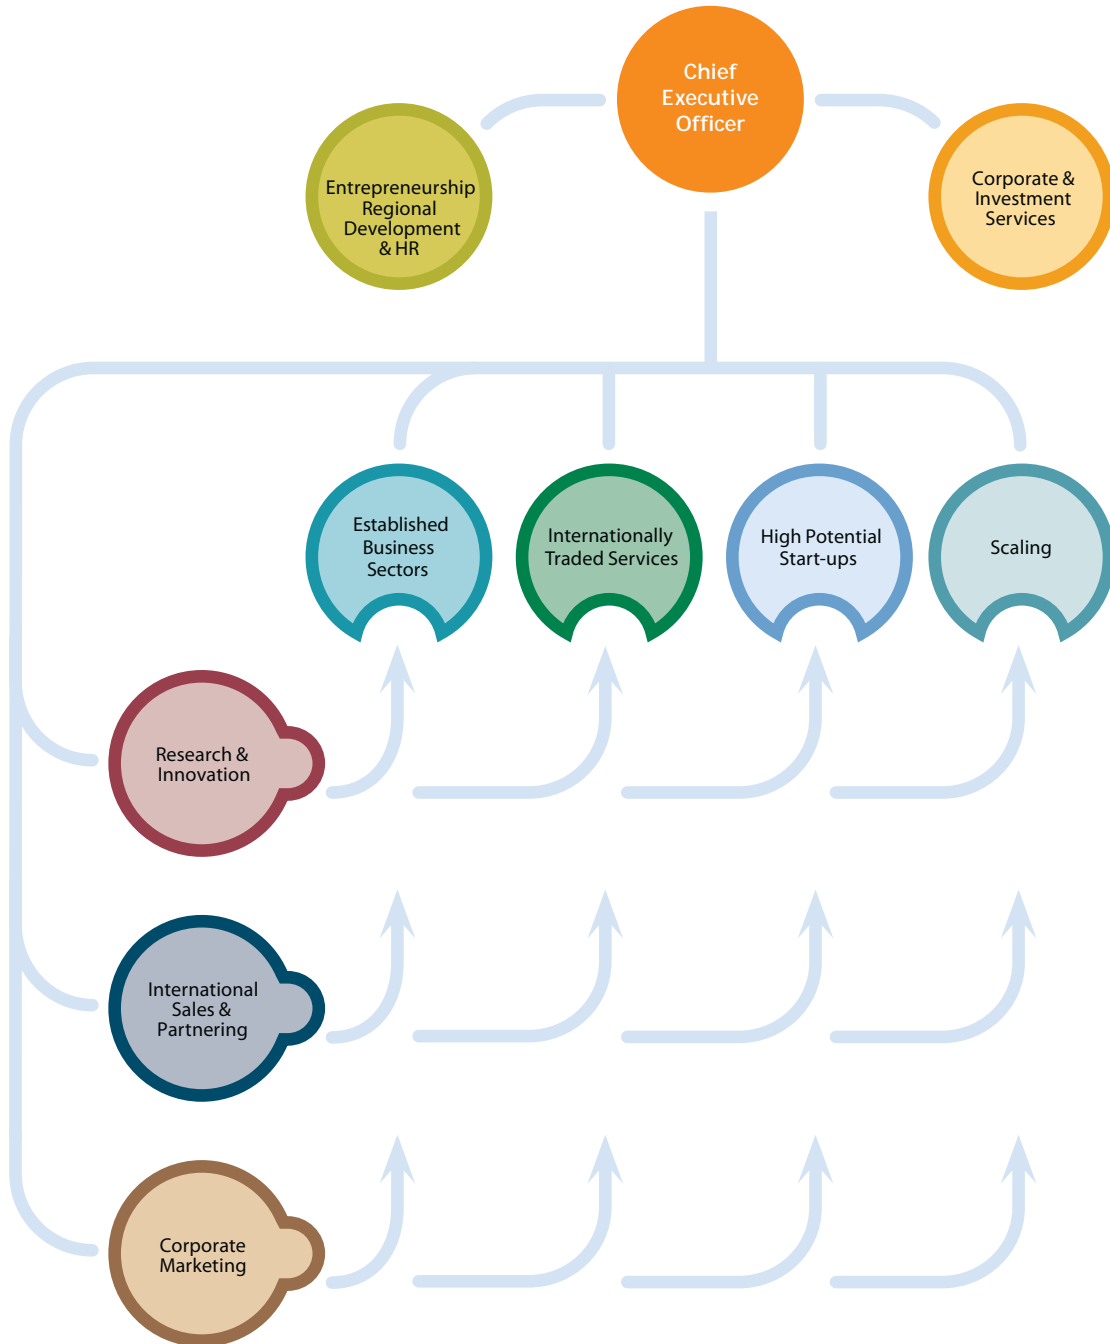 Chief
Executive
Officer
Entrepreneurship
Regional
Development
& HR
Corporate &
Investment
Services
Established
Business
Sectors
Internationally
Traded Services
High Potential
Start-ups
Scaling
Research &
Innovation
International
Sales &
Partnering
Corporate
Marketing